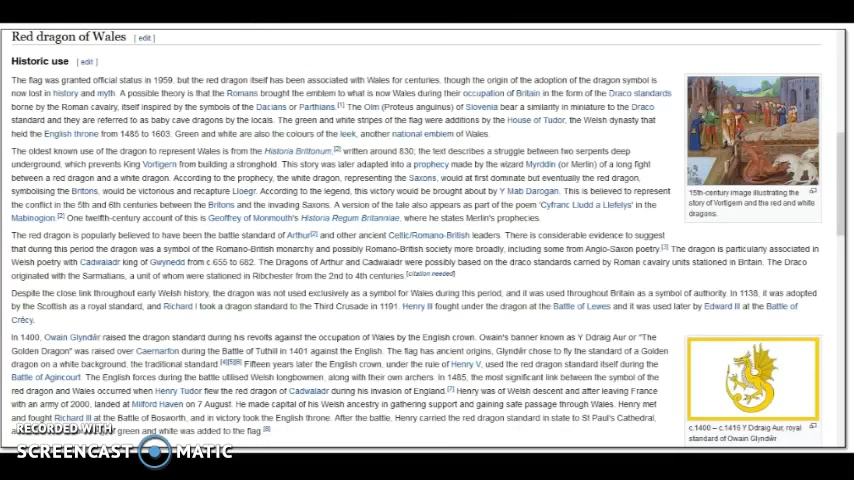 Red dragon of Wales [ edit ]
Historic use [ edit ]
The flag was granted official status in 1959, but the red dragon itself has been associated with Wales for centuries, though the origin of the adoption of the dragon symbol is
now lost in history and myth. A possible theory is that the Romans brought the emblem to what is now Wales during their occupation of Britain in the form of the Draco standards
borne by the Roman cavalry, itself inspired by the symbols of the Dacians or Parthians.[1] The Olm (Proteus anguinus) of Slovenia bear a similarity in miniature to the Draco
standard and they are referred to as baby cave dragons by the locals. The green and white stripes of the flag were additions by the House of Tudor, the Welsh dynasty that
held the English throne from 1485 to 1603. Green and white are also the colours of the leek, another national emblem of Wales.
The oldest known use of the dragon to represent Wales is from the Historia Brittonum,[2] written around 830; the text describes a struggle between two serpents deep
underground, which prevents King Vortigern from building a stronghold. This story was later adapted into a prophecy made by the wizard Myrddin (or Merlin) of a long fight
between a red dragon and a white dragon. According to the prophecy, the white dragon, representing the Saxons, would at first dominate but eventually the red dragon,
symbolising the Britons, would be victorious and recapture Lloegr. According to the legend, this victory would be brought about by Y Mab Darogan. This is believed to represent
the conflict in the 5th and 6th centuries between the Britons and the invading Saxons. A version of the tale also appears as part of the poem 'Cyfranc Lludd a Llefelys' in the
Mabinogion.[2] One twelfth-century account of this is Geoffrey of Monmouth's Historia Regum Britanniae, where he states Merlin's prophecies.
15th-century image illustrating the
story of Vortigern and the red and white
dragons.
The red dragon is popularly believed to have been the battle standard of Arthur[2] and other ancient Celtic/Romano-British leaders. There is considerable evidence to suggest
that during this period the dragon was a symbol of the Romano-British monarchy and possibly Romano-British society more broadly, including some from Anglo-Saxon poetry.[3] The dragon is particularly associated in
Welsh poetry with Cadwaladr king of Gwynedd from c.655 to 682. The Dragons of Arthur and Cadwaladr were possibly based on the draco standards carried by Roman cavalry units stationed in Britain. The Draco
originated with the Sarmatians, a unit of whom were stationed in Ribchester from the 2nd to 4th centuries.[citation needed]
Despite the close link throughout early Welsh history, the dragon was not used exclusively as a symbol for Wales during this period, and it was used throughout Britain as a symbol of authority. In 1138, it was adopted
by the Scottish as a royal standard, and Richard I took a dragon standard to the Third Crusade in 1191. Henry III fought under the dragon at the Battle of Lewes and it was used later by Edward III at the Battle of
Crécy.
In 1400, Owain Glyndŵr raised the dragon standard during his revolts against the occupation of Wales by the English crown. Owain's banner known as Y Ddraig Aur or "The
Golden Dragon" was raised over Caernarfon during the Battle of Tuthill in 1401 against the English. The flag has ancient origins, Glyndŵr chose to fly the standard of a Golden
dragon on a white background, the traditional standard.[4][5][6] Fifteen years later the English crown, under the rule of Henry V, used the red dragon standard itself during the
Battle of Agincourt. The English forces during the battle utilised Welsh longbowmen, along with their own archers. In 1485, the most significant link between the symbol of the
red dragon and Wales occurred when Henry Tudor flew the red dragon of Cadwaladr during his invasion of England.[7] Henry was of Welsh descent and after leaving France
with an army of 2000, landed at Milford Haven on 7 August. He made capital of his Welsh ancestry in gathering support and gaining safe passage through Wales. Henry met
and fought Richard III at the Battle of Bosworth, and in victory took the English throne. After the battle, Henry carried the red dragon standard in state to St Paul's Cathedral,
of green and white was added to the flag.[8]
c.1400 – c.1416 Y Ddraig Aur, royal
standard of Owain Glyndŵr
RECORDED WITH
SCREENCAST MATIC